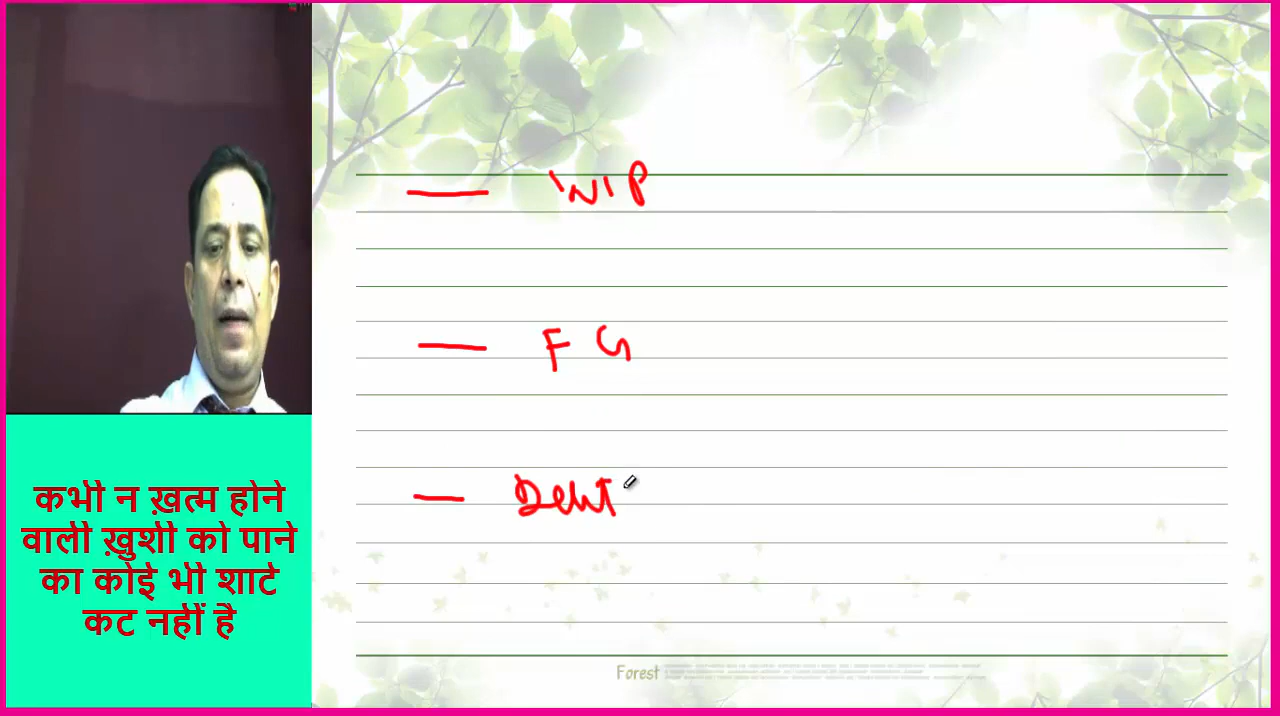 WIP
FG
Debt
कभी न ख़त्म होने
वाली ख़ुशी को पाने
का कोई भी शार्ट
कट नहीं है
Forest